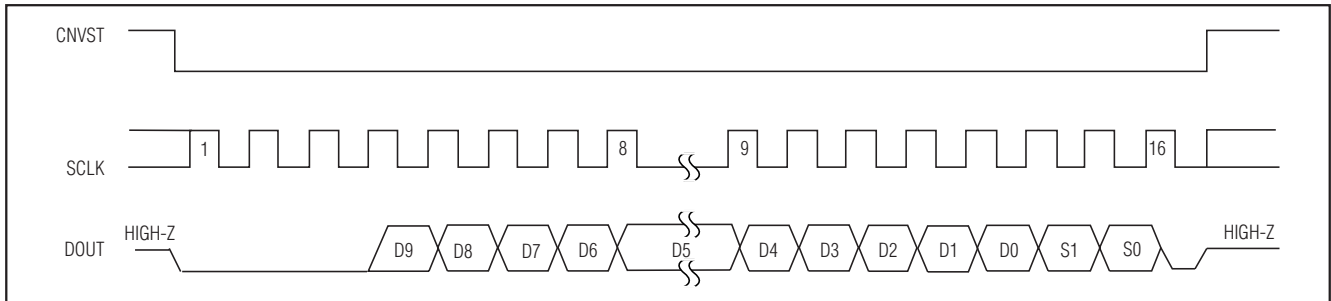 CNVST
SCLK
1
8
9
16
DOUT
HIGH-Z
D9
D8
D7
D6
D5
D4
D3
D2
D1
D0
S1
S0
HIGH-Z